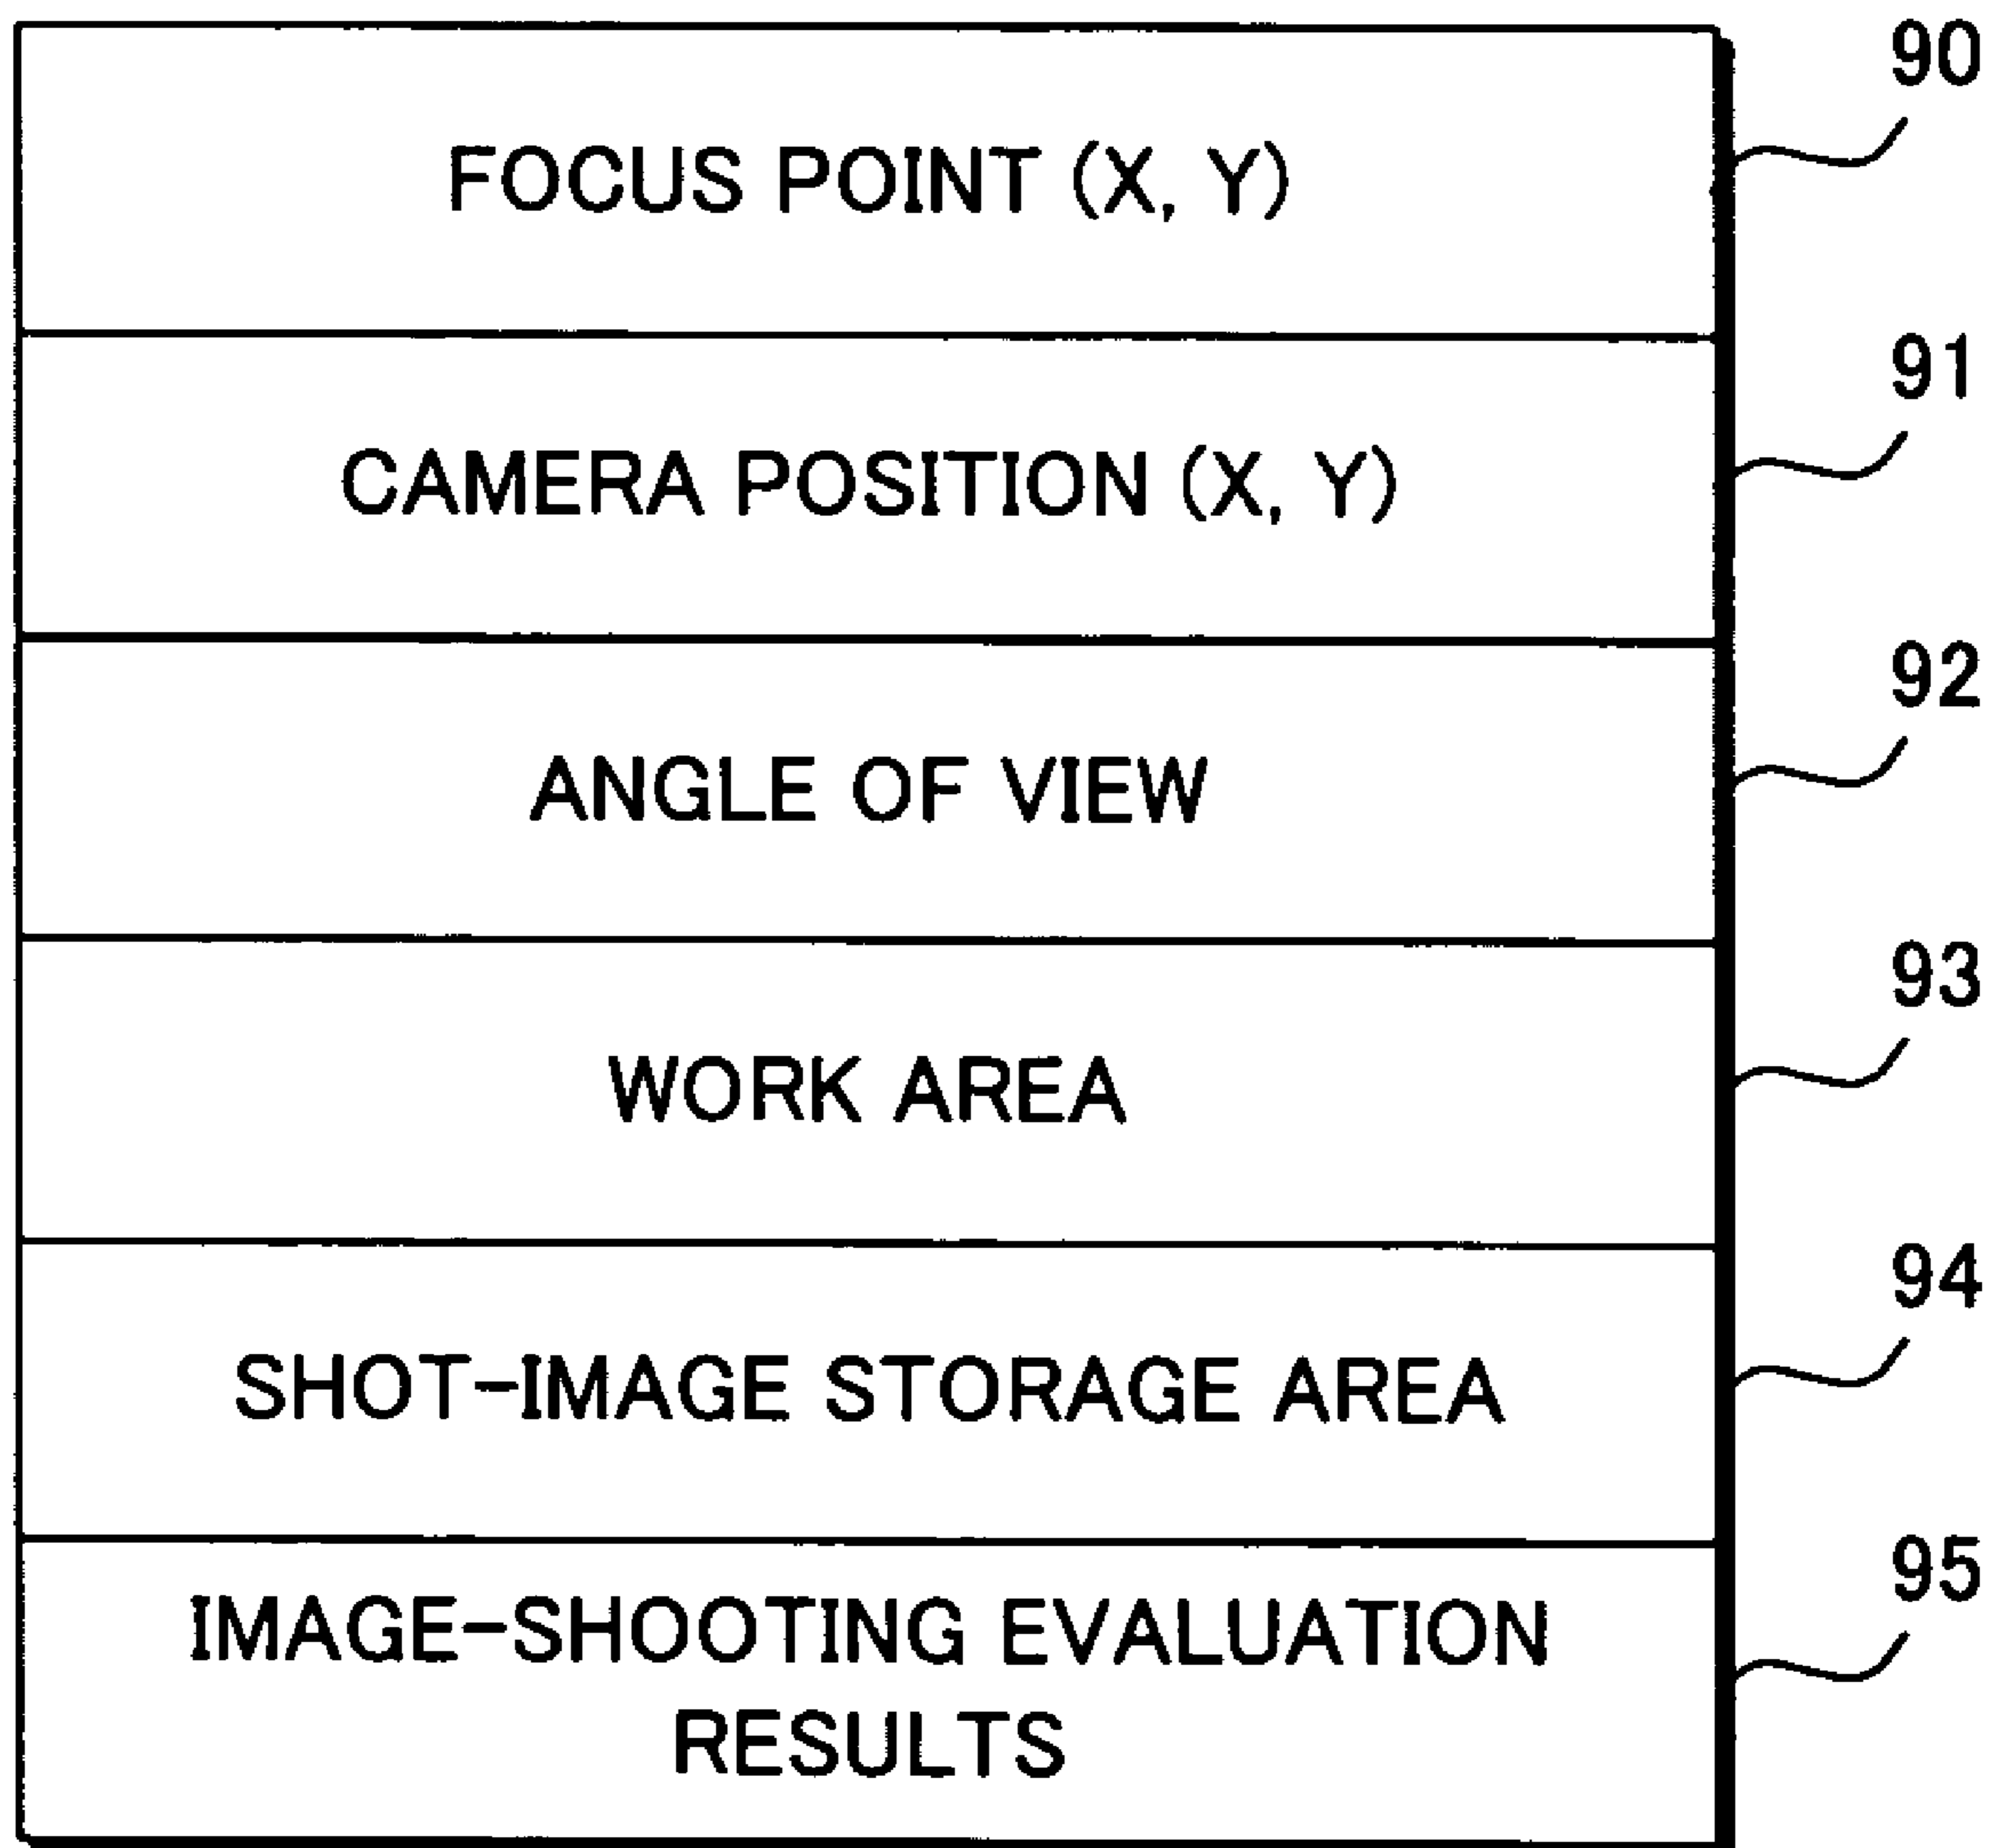 90
FOCUS POINT (X, Y)
91
CAMERA POSITION (X, Y)
92
ANGLE OF VIEW
93
WORK AREA
94
SHOT-IMAGE STORAGE AREA
95
IMAGE-SHOOTING EVALUATION
RESULTS